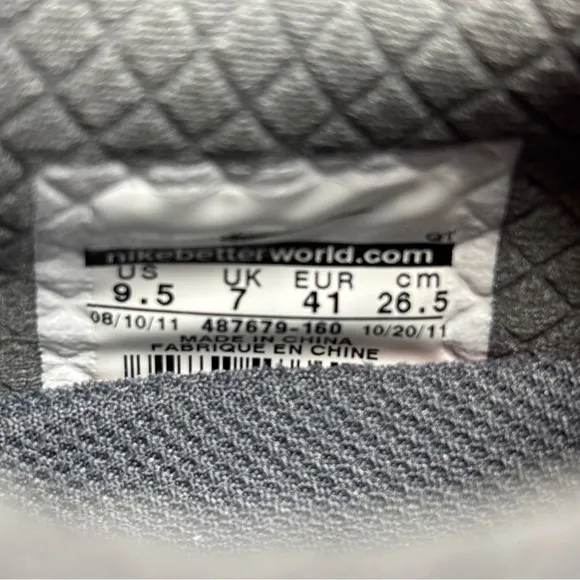 QT
nikebetterworld.com
US UK EUR cm
9.5 7 41 26.5
08/10/11 487679-160 10/20/11
MADE IN CHINA
FABRIQUE EN CHINE